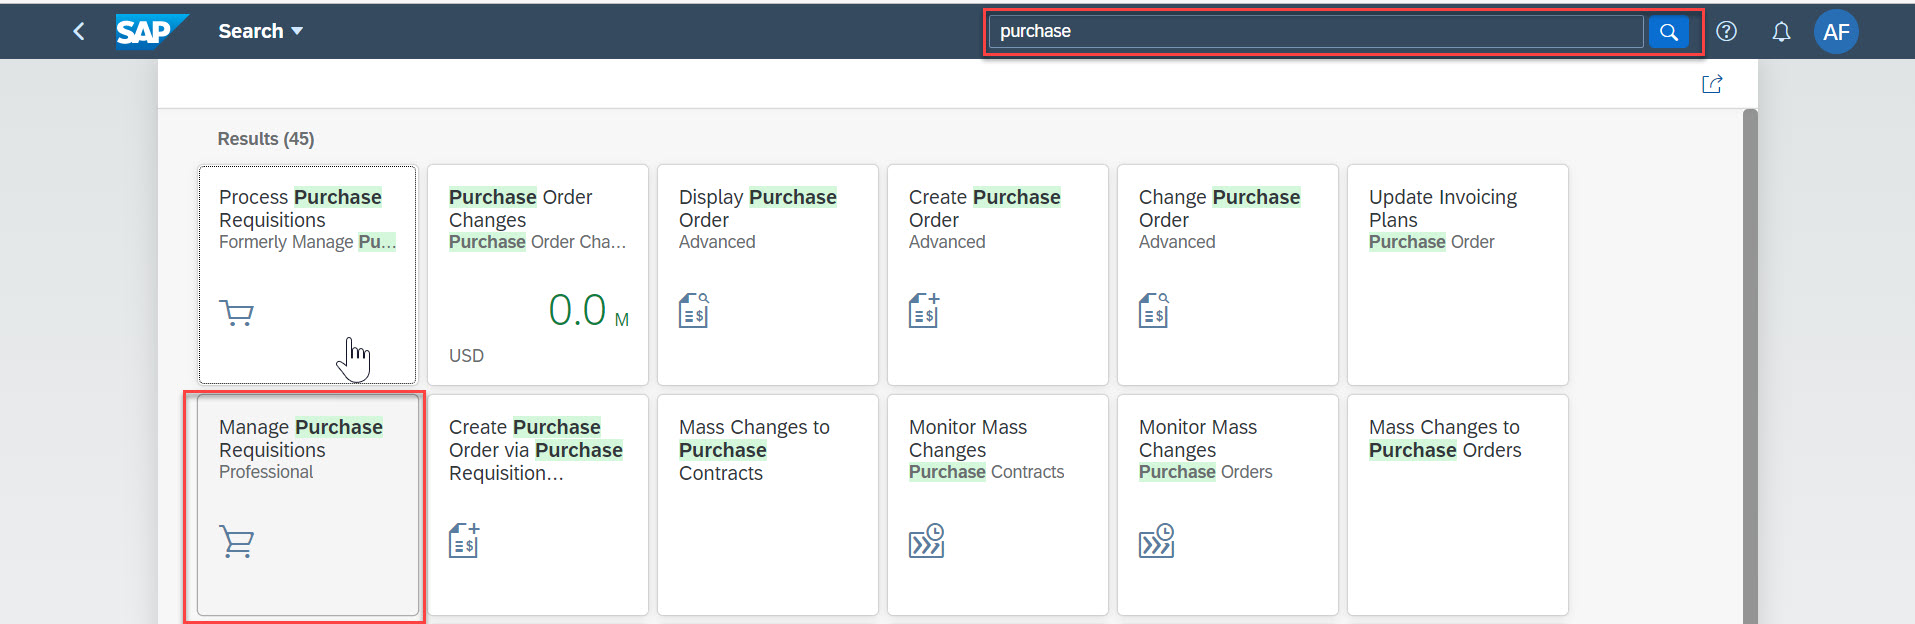 SAP
Search
purchase
AF
Results (45)
Process Purchase
Requisitions
Formerly Manage Pu...
Purchase Order
Changes
Purchase Order Cha...
0.0 M
USD
Display Purchase
Order
Advanced
Create Purchase
Order
Advanced
Change Purchase
Order
Advanced
Update Invoicing
Plans
Purchase Order
Manage Purchase
Requisitions
Professional
Create Purchase
Order via Purchase
Requisition...
Mass Changes to
Purchase
Contracts
Monitor Mass
Changes
Purchase Contracts
Monitor Mass
Changes
Purchase Orders
Mass Changes to
Purchase Orders